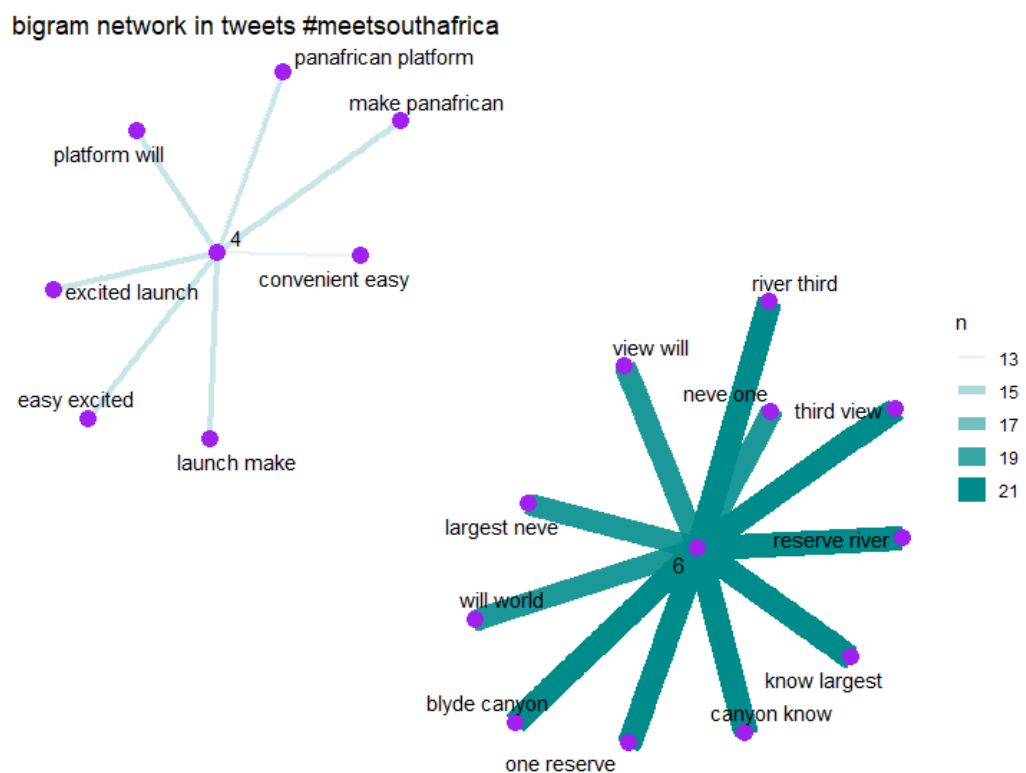 bigram network in tweets #meetsouthafrica
panafrican platform
make panafrican
platform will
4
convenient easy
excited launch
easy excited
launch make
river third
view will
neve one
third view
largest neve
reserve river
6
will world
know largest
blyde canyon
canyon know
one reserve
n
13
15
17
19
21